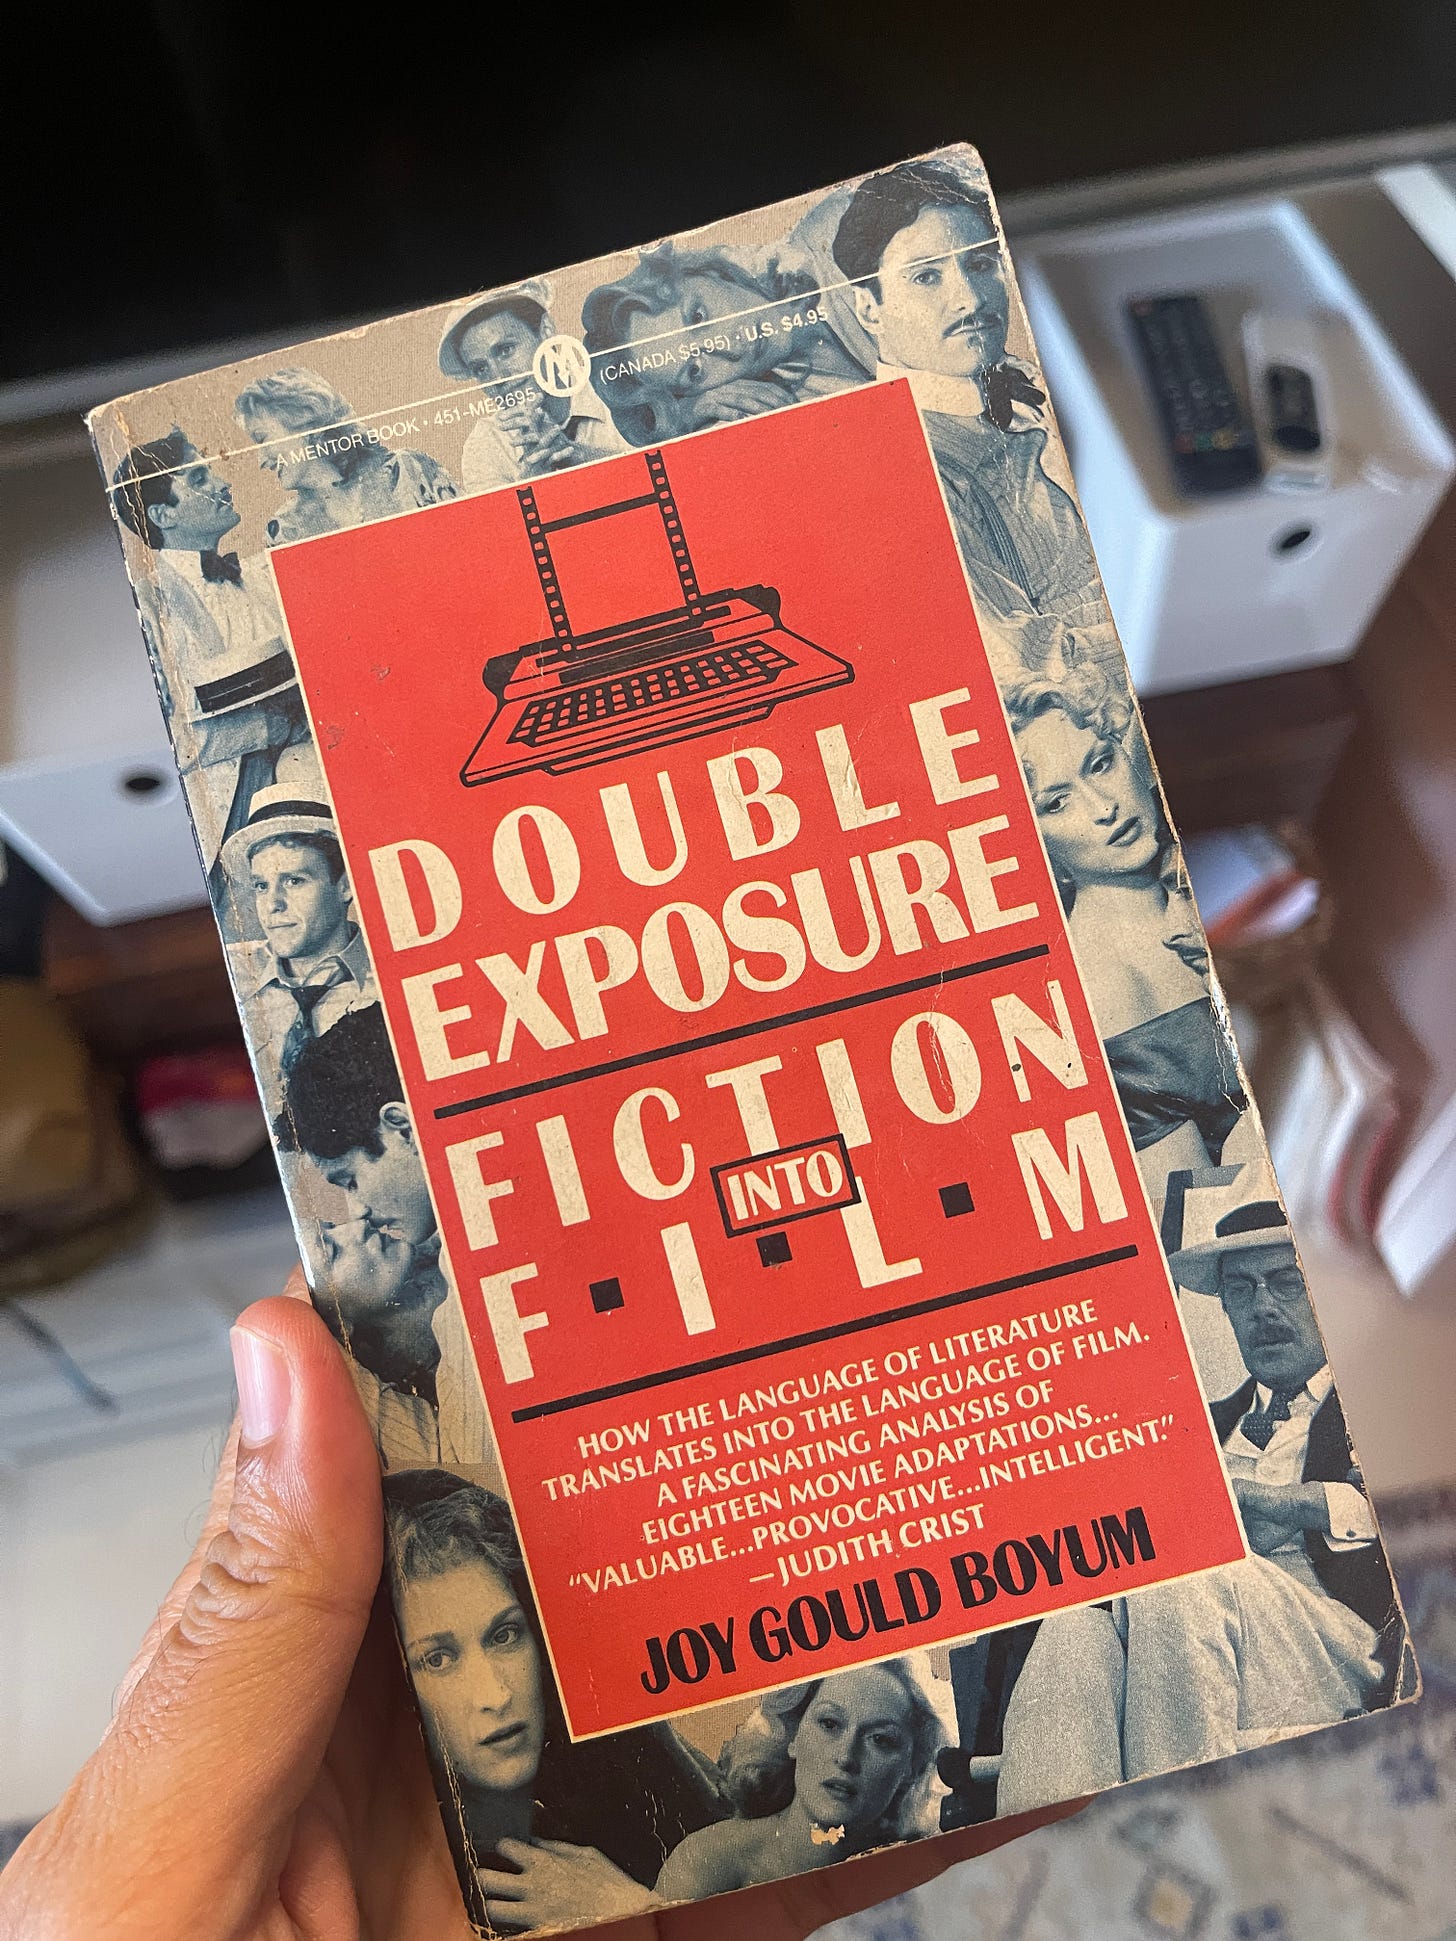 A MENTOR BOOK • 451-ME2695 M (CANADA $5.95) • U.S. $4.95
DOUBLE
EXPOSURE
FICTION
INTO
F·I·L·M
HOW THE LANGUAGE OF LITERATURE
TRANSLATES INTO THE LANGUAGE OF FILM.
A FASCINATING ANALYSIS OF
EIGHTEEN MOVIE ADAPTATIONS...
“VALUABLE...PROVOCATIVE...INTELLIGENT.”
—JUDITH CRIST
JOY GOULD BOYUM